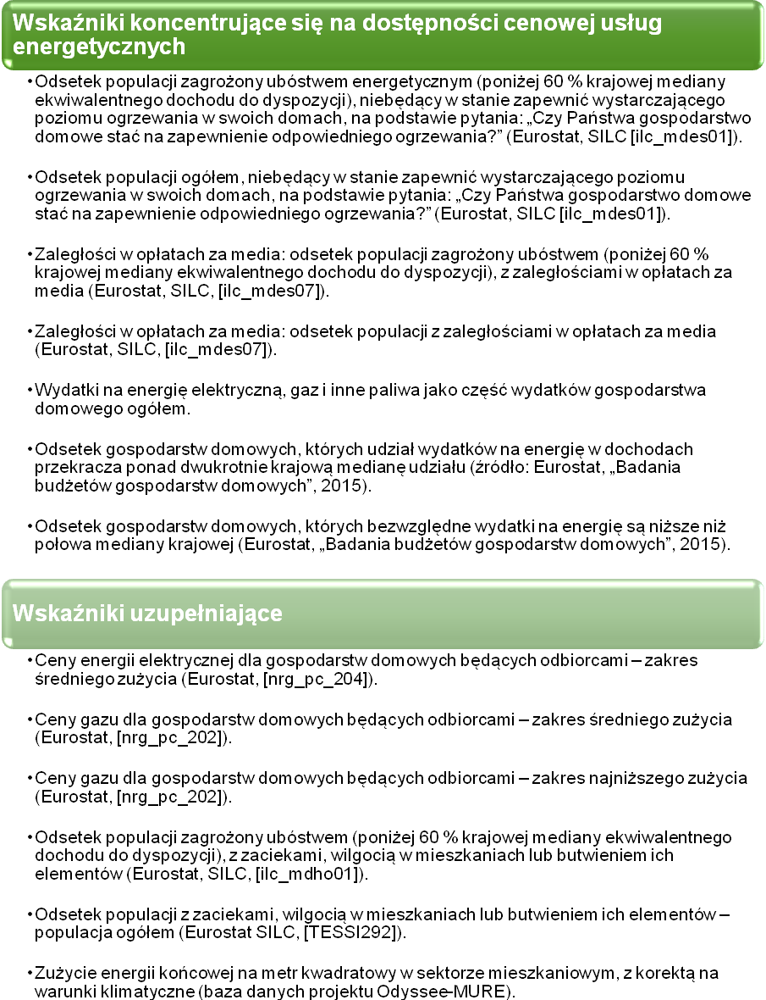 Wskaźniki koncentrujące się na dostępności cenowej usług
energetycznych
•Odsetek populacji zagrożony ubóstwem energetycznym (poniżej 60 % krajowej mediany
ekwiwalentnego dochodu do dyspozycji), niebędący w stanie zapewnić wystarczającego
poziomu ogrzewania w swoich domach, na podstawie pytania: „Czy Państwa gospodarstwo
domowe stać na zapewnienie odpowiedniego ogrzewania?” (Eurostat, SILC [ilc_mdes01]).
•Odsetek populacji ogółem, niebędący w stanie zapewnić wystarczającego poziomu
ogrzewania w swoich domach, na podstawie pytania: „Czy Państwa gospodarstwo domowe
stać na zapewnienie odpowiedniego ogrzewania?” (Eurostat, SILC [ilc_mdes01]).
•Zaległości w opłatach za media: odsetek populacji zagrożony ubóstwem (poniżej 60 %
krajowej mediany ekwiwalentnego dochodu do dyspozycji), z zaległościami w opłatach za
media (Eurostat, SILC, [ilc_mdes07]).
•Zaległości w opłatach za media: odsetek populacji z zaległościami w opłatach za media
(Eurostat, SILC, [ilc_mdes07]).
•Wydatki na energię elektryczną, gaz i inne paliwa jako część wydatków gospodarstwa
domowego ogółem.
•Odsetek gospodarstw domowych, których udział wydatków na energię w dochodach
przekracza ponad dwukrotnie krajową medianę udziału (źródło: Eurostat, „Badania
budżetów gospodarstw domowych”, 2015).
•Odsetek gospodarstw domowych, których bezwzględne wydatki na energię są niższe niż
połowa mediany krajowej (Eurostat, „Badania budżetów gospodarstw domowych”, 2015).
Wskaźniki uzupełniające
•Ceny energii elektrycznej dla gospodarstw domowych będących odbiorcami – zakres
średniego zużycia (Eurostat, [nrg_pc_204]).
•Ceny gazu dla gospodarstw domowych będących odbiorcami – zakres średniego zużycia
(Eurostat, [nrg_pc_202]).
•Ceny gazu dla gospodarstw domowych będących odbiorcami – zakres najniższego zużycia
(Eurostat, [nrg_pc_202]).
•Odsetek populacji zagrożony ubóstwem (poniżej 60 % krajowej mediany ekwiwalentnego
dochodu do dyspozycji), z zaciekami, wilgocią w mieszkaniach lub butwieniem ich
elementów (Eurostat, SILC, [ilc_mdho01]).
•Odsetek populacji z zaciekami, wilgocią w mieszkaniach lub butwieniem ich elementów –
populacja ogółem (Eurostat SILC, [TESSI292]).
•Zużycie energii końcowej na metr kwadratowy w sektorze mieszkaniowym, z korektą na
warunki klimatyczne (baza danych projektu Odyssee-MURE).